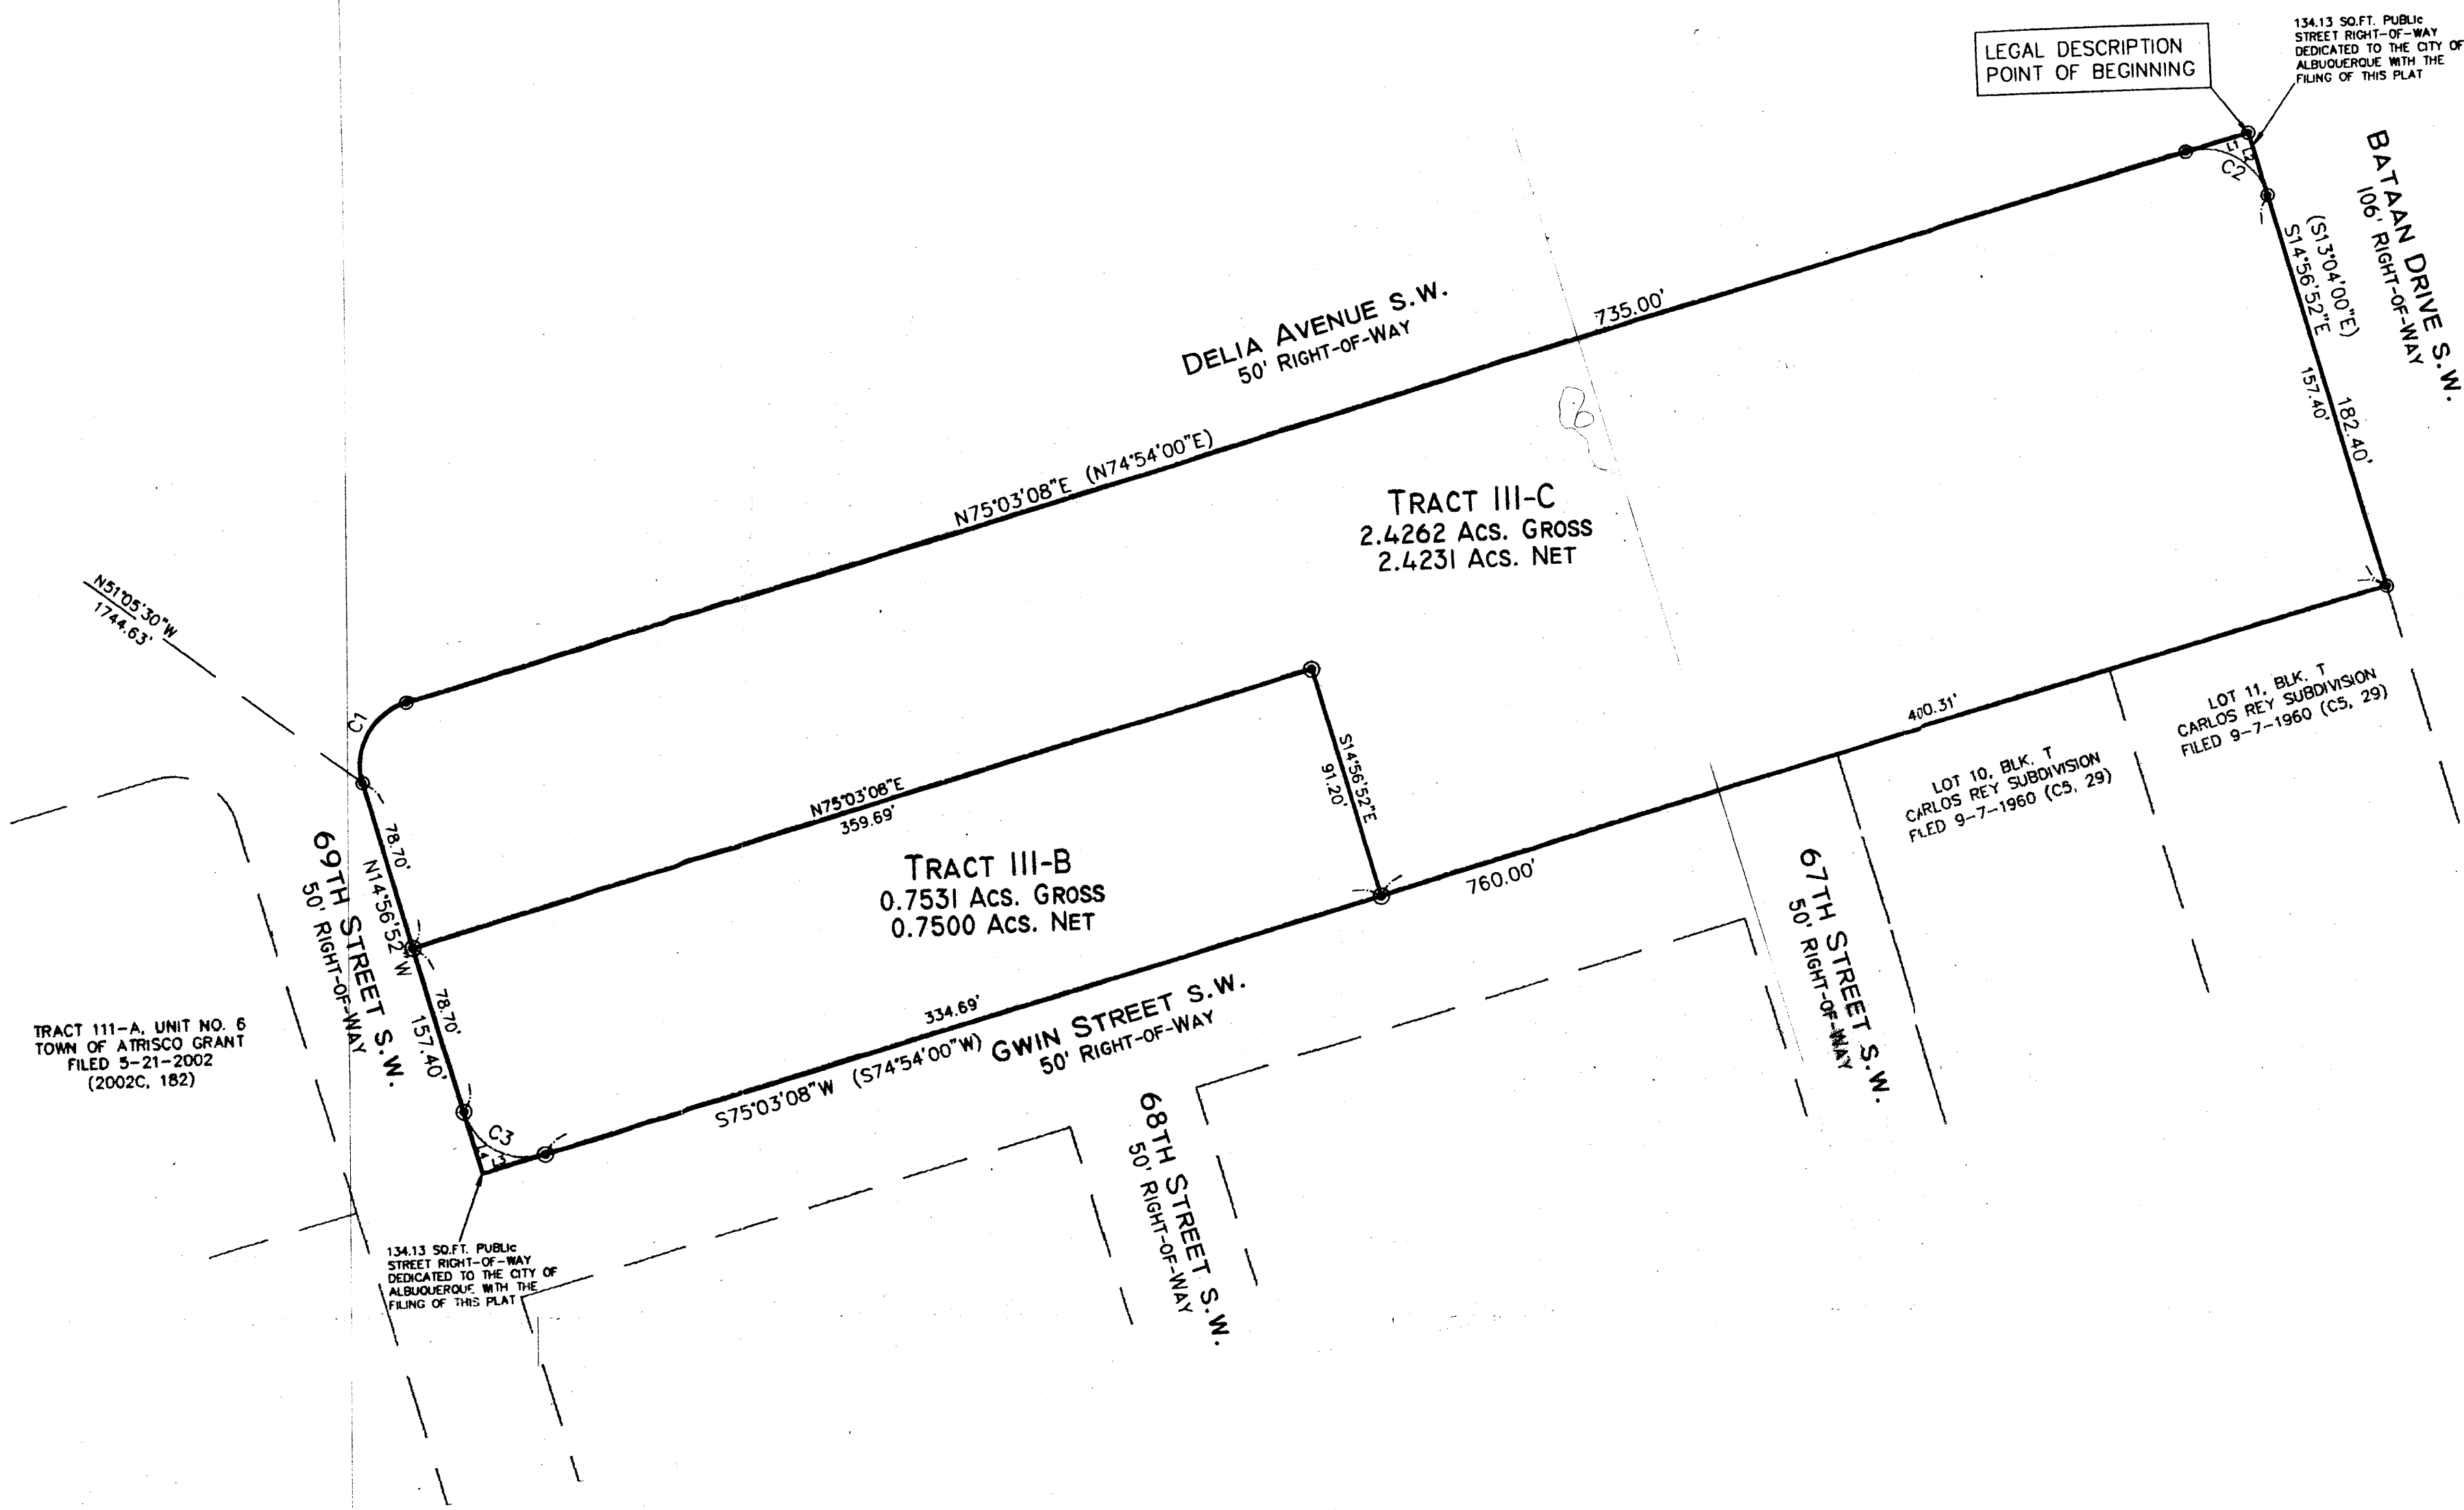 134.13 SQ.FT. PUBLIC
STREET RIGHT-OF-WAY
DEDICATED TO THE CITY OF
ALBUQUERQUE WITH THE
FILING OF THIS PLAT
LEGAL DESCRIPTION
POINT OF BEGINNING
L1
L2
C2
BATAAN DRIVE S.W.
106' RIGHT-OF-WAY
(S13°04'00"E)
S14°56'52"E
157.40'
182.40'
735.00'
DELIA AVENUE S.W.
50' RIGHT-OF-WAY
N75°03'08"E (N74°54'00"E)
TRACT III-C
2.4262 ACS. GROSS
2.4231 ACS. NET
N51°05'30"W
1744.63'
C1
78.70'
N14°56'52"W
69TH STREET S.W.
50' RIGHT-OF-WAY
78.70'
157.40'
N75°03'08"E
359.69'
S14°56'52"E
91.20'
TRACT III-B
0.7531 ACS. GROSS
0.7500 ACS. NET
400.31'
760.00'
LOT 11, BLK. T
CARLOS REY SUBDIVISION
FILED 9-7-1960 (C5, 29)
LOT 10, BLK. T
CARLOS REY SUBDIVISION
FILED 9-7-1960 (C5, 29)
67TH STREET S.W.
50' RIGHT-OF-WAY
334.69'
S75°03'08"W (S74°54'00"W)
GWIN STREET S.W.
50' RIGHT-OF-WAY
68TH STREET S.W.
50' RIGHT-OF-WAY
TRACT 111-A, UNIT NO. 6
TOWN OF ATRISCO GRANT
FILED 5-21-2002
(2002C, 182)
C3
L4
L3
134.13 SQ.FT. PUBLIC
STREET RIGHT-OF-WAY
DEDICATED TO THE CITY OF
ALBUQUERQUE WITH THE
FILING OF THIS PLAT